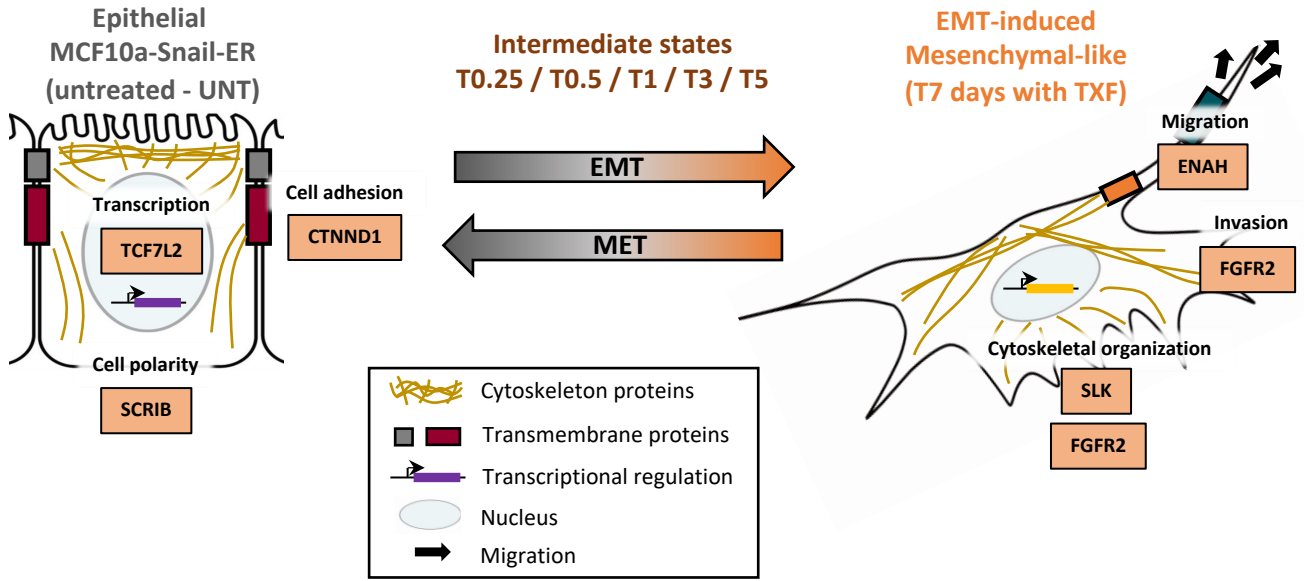 Epithelial
MCF10a-Snail-ER
(untreated - UNT)
Intermediate states
T0.25 / T0.5 / T1 / T3 / T5
EMT-induced
Mesenchymal-like
(T7 days with TXF)
EMT
MET
Transcription
TCF7L2
Cell adhesion
CTNND1
Cell polarity
SCRIB
Migration
ENAH
Invasion
FGFR2
Cytoskeletal organization
SLK
FGFR2
Cytoskeleton proteins
Transmembrane proteins
Transcriptional regulation
Nucleus
Migration